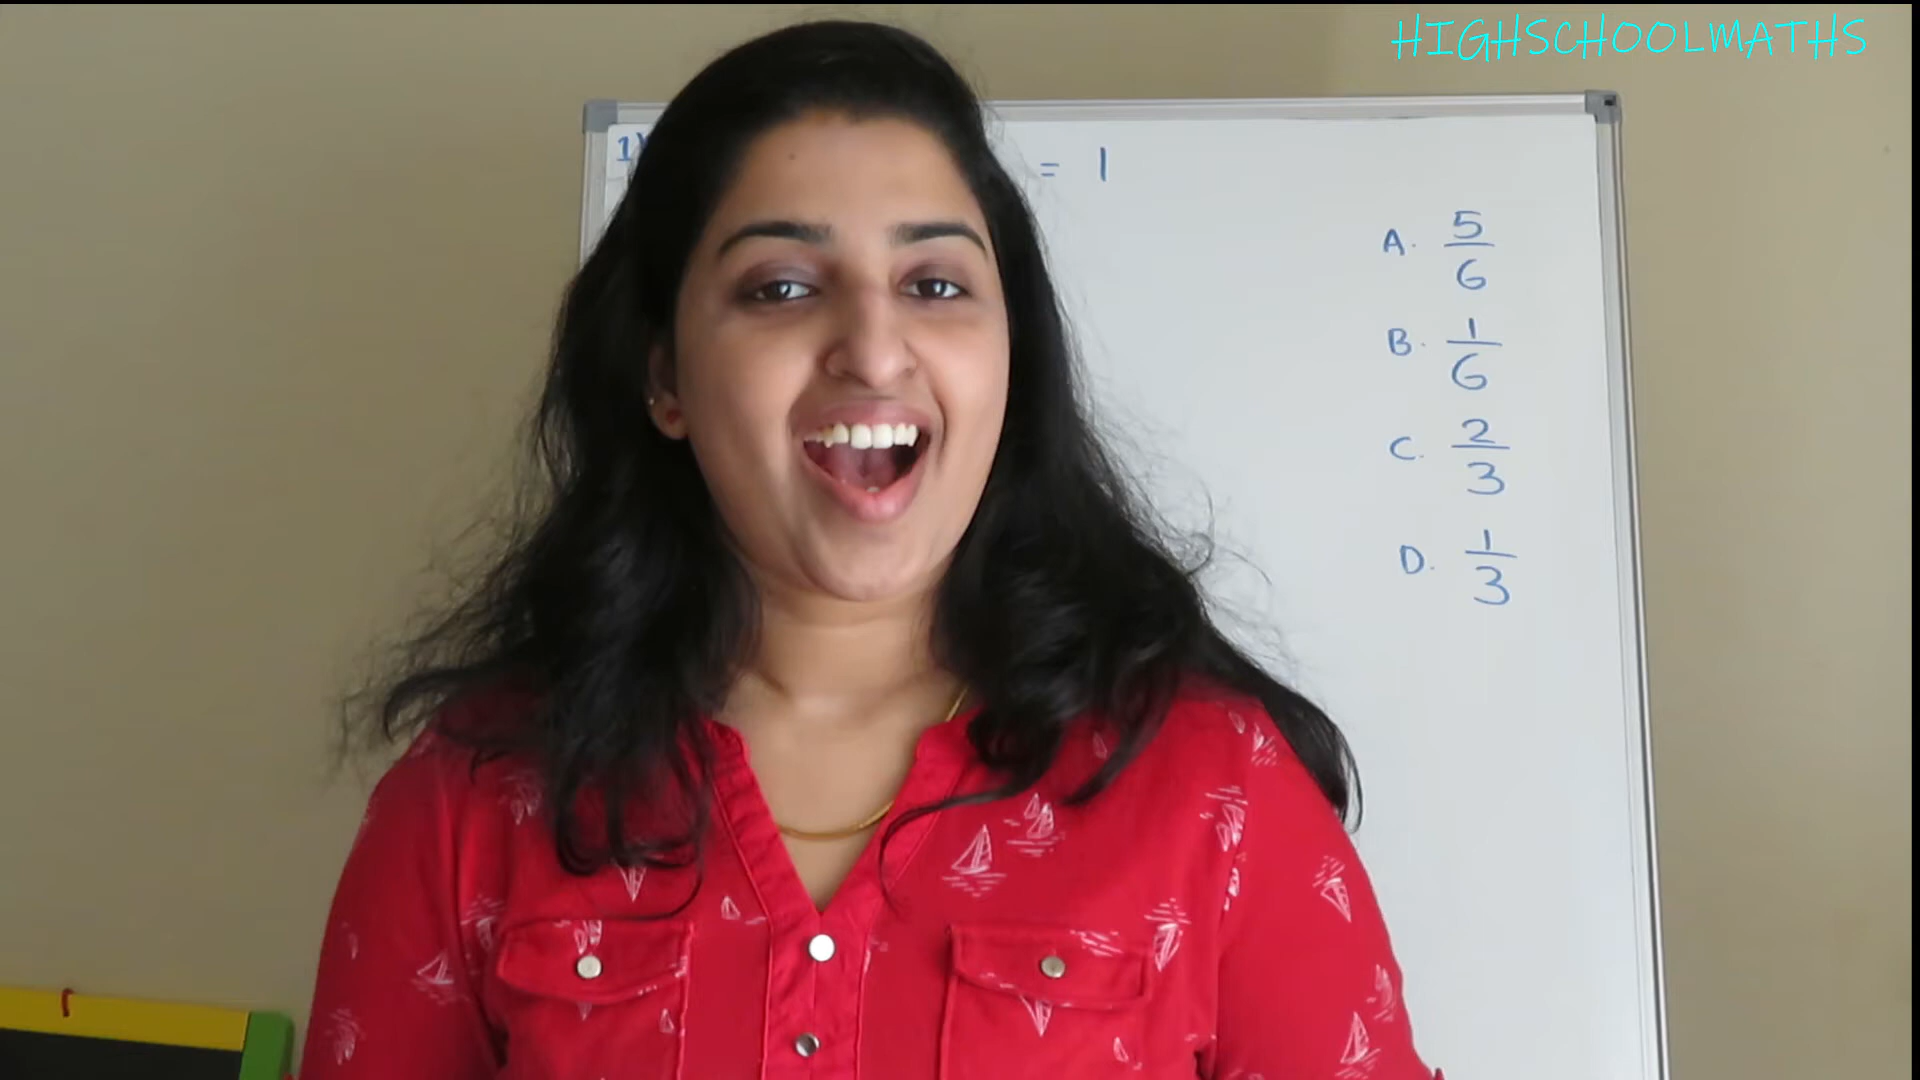 HIGHSCHOOLMATHS
1) = 1
A. 5/6
B. 1/6
C. 2/3
D. 1/3